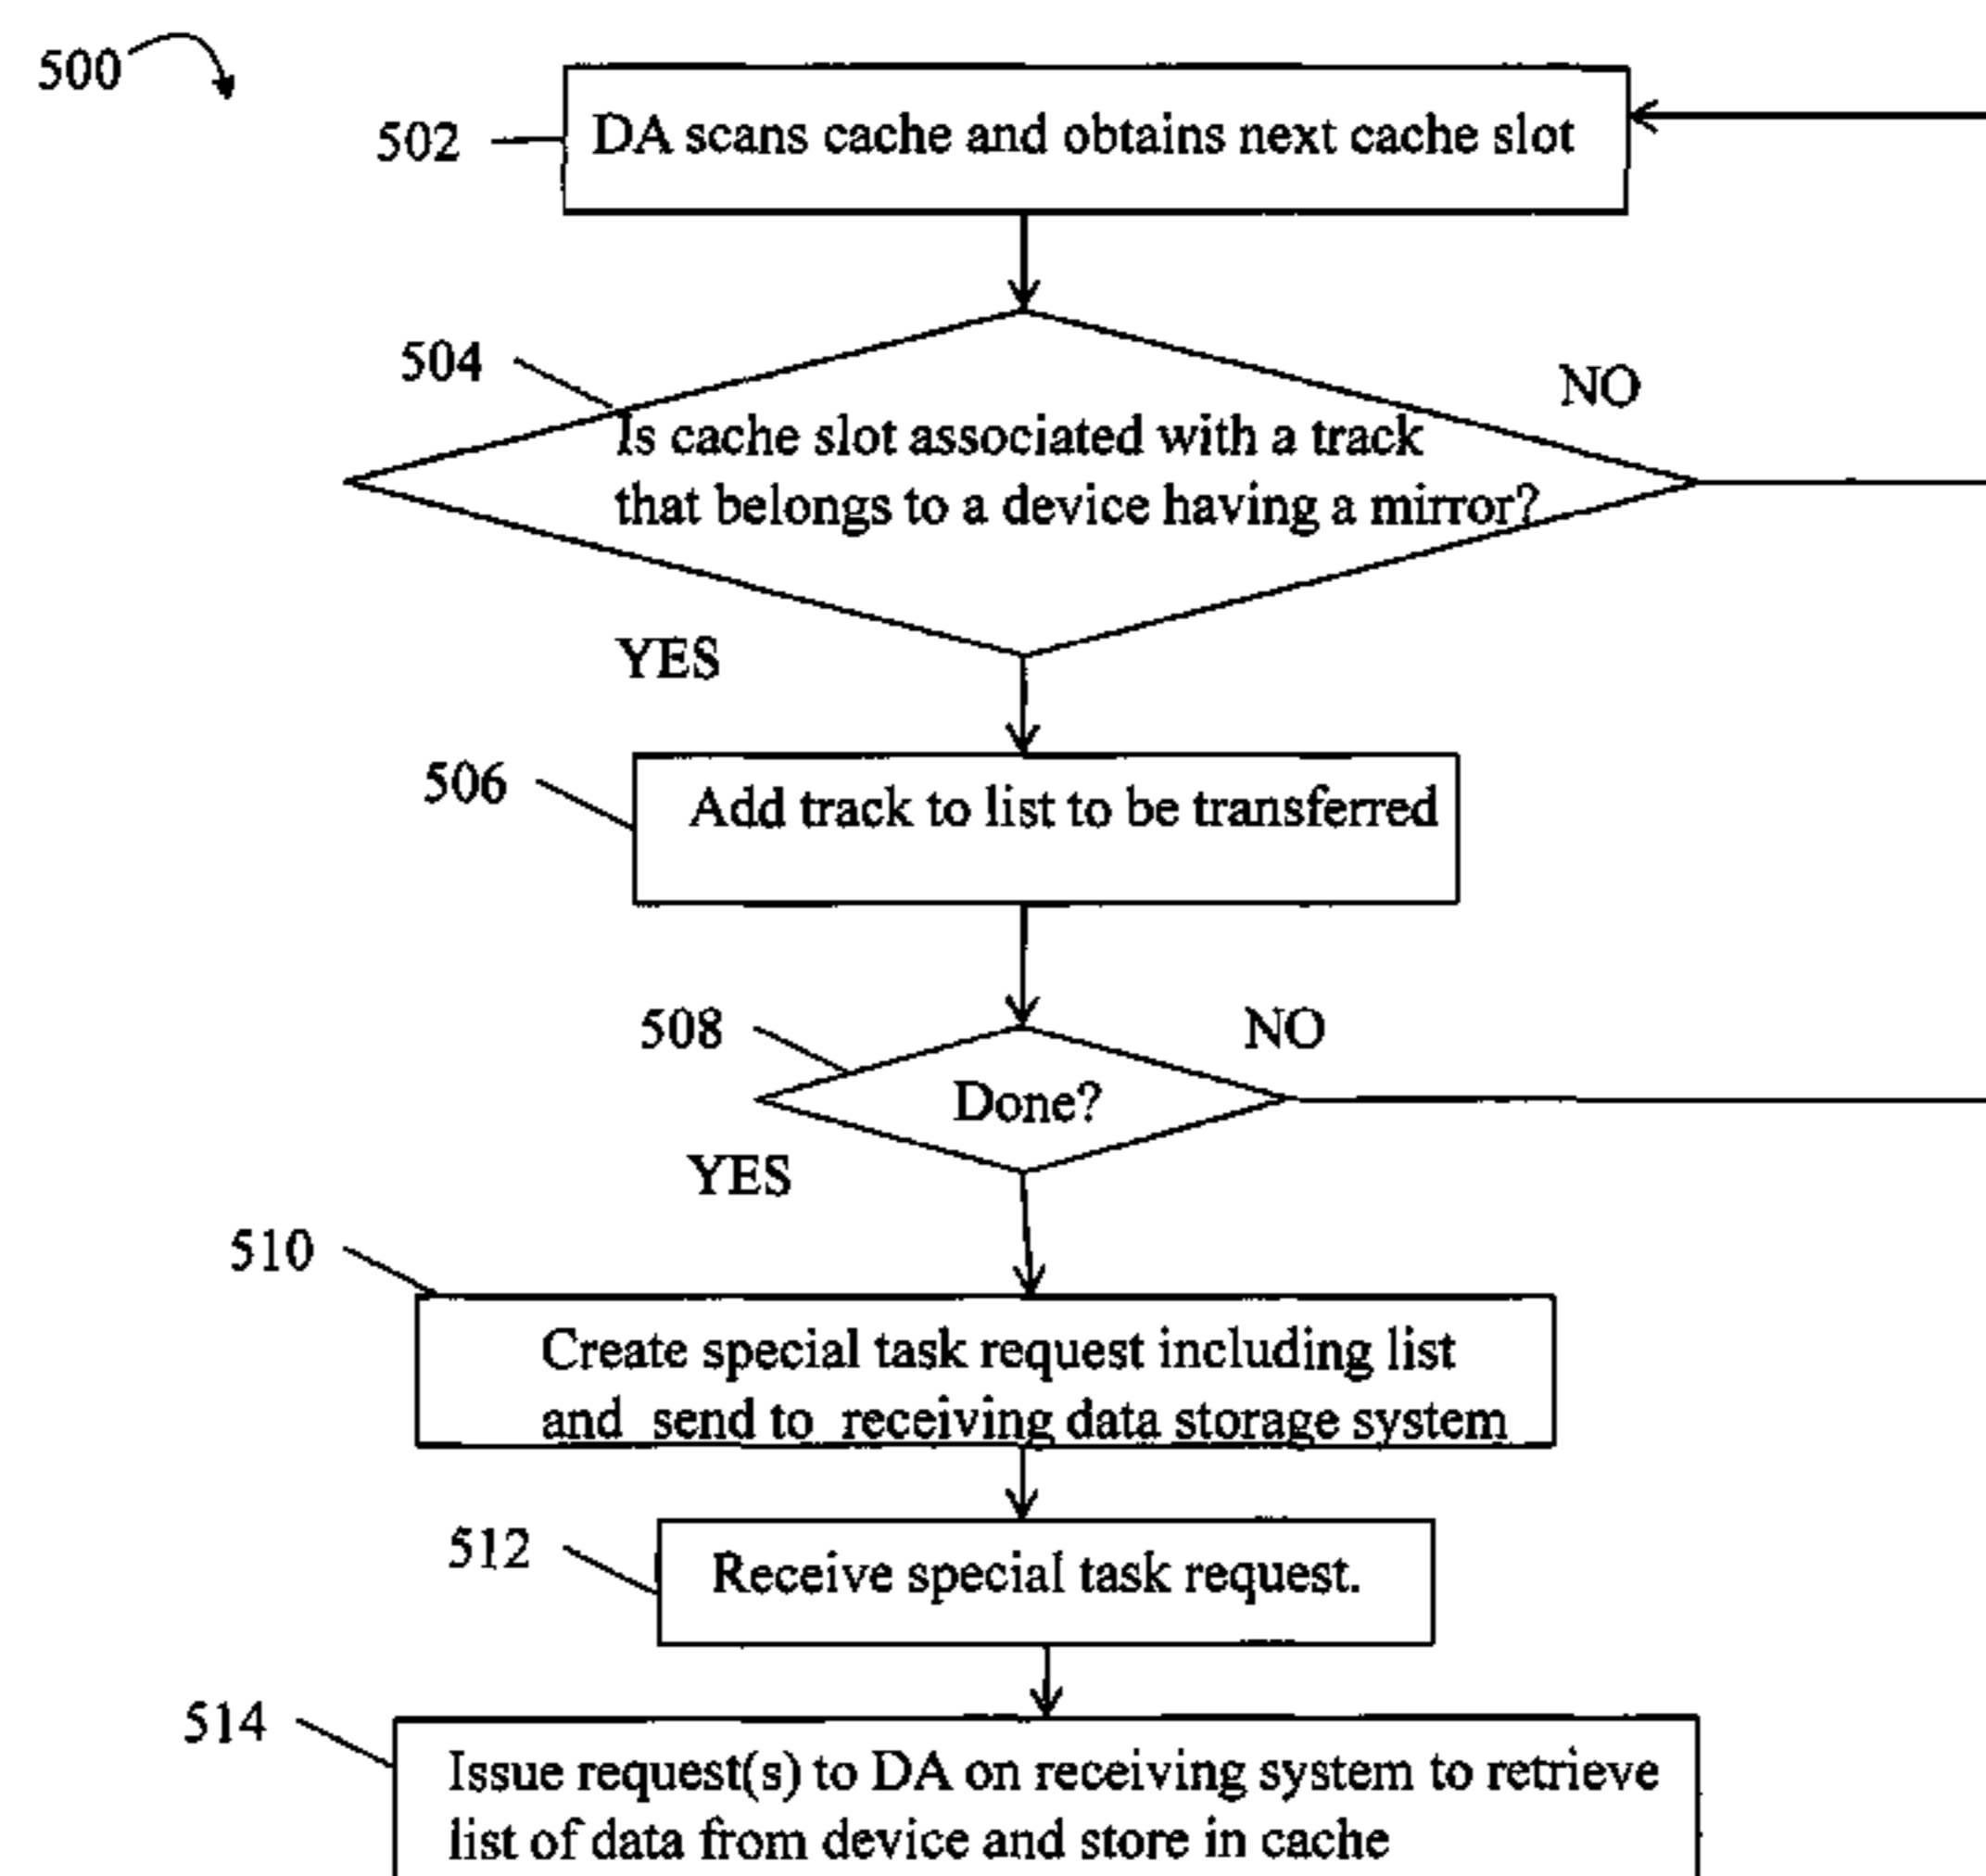 500
502
DA scans cache and obtains next cache slot
504
NO
Is cache slot associated with a track
that belongs to a device having a mirror?
YES
506
Add track to list to be transferred
508
NO
Done?
YES
510
Create special task request including list
and send to receiving data storage system
512
Receive special task request.
514
Issue request(s) to DA on receiving system to retrieve
list of data from device and store in cache